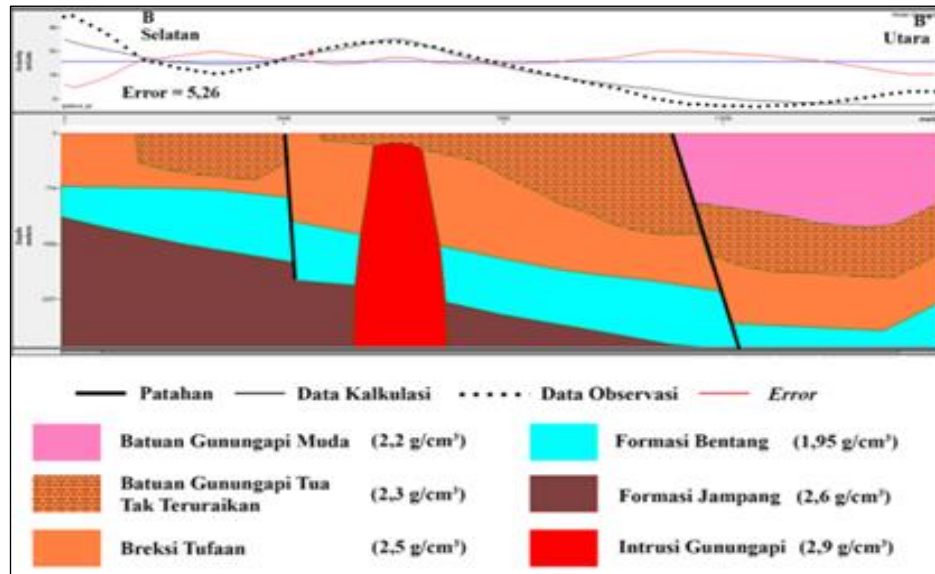 B
Selatan
B'
Utara
Error = 5,26
Patahan
Data Kalkulasi
Data Observasi
Error
Batuan Gunungapi Muda (2,2 g/cm³)
Formasi Bentang (1,95 g/cm³)
Batuan Gunungapi Tua
Tak Teruraikan (2,3 g/cm³)
Formasi Jampang (2,6 g/cm³)
Breksi Tufaan (2,5 g/cm³)
Intrusi Gunungapi (2,9 g/cm³)